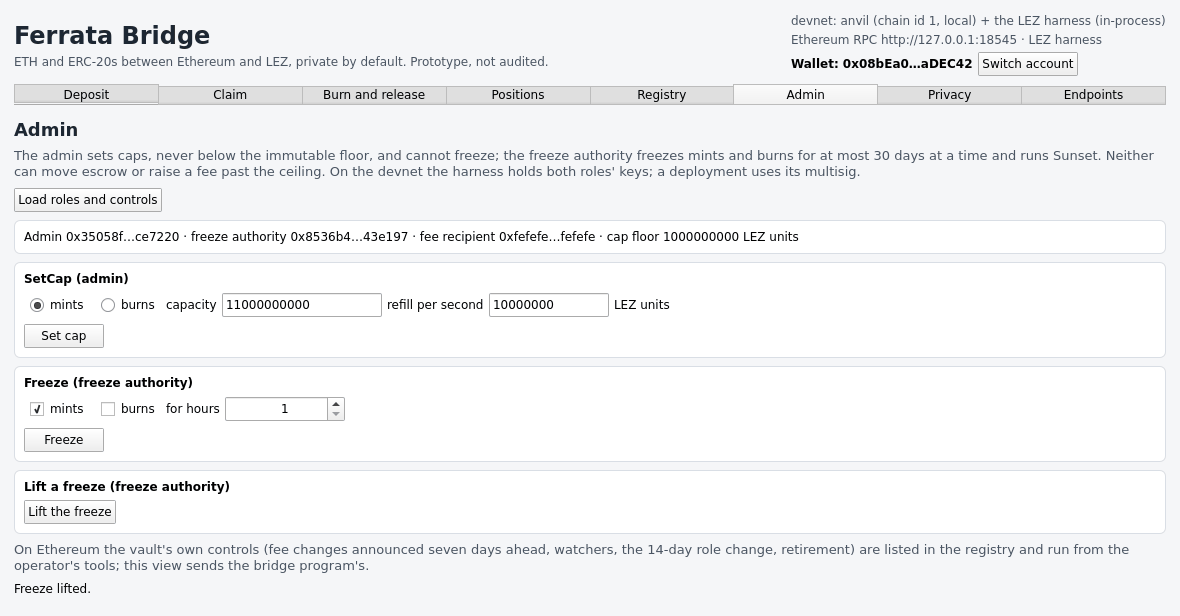 Ferrata Bridge
ETH and ERC-20s between Ethereum and LEZ, private by default. Prototype, not audited.
devnet: anvil (chain id 1, local) + the LEZ harness (in-process)
Ethereum RPC http://127.0.0.1:18545 · LEZ harness
Wallet: 0x08bEa0…aDEC42 Switch account
Deposit Claim Burn and release Positions Registry Admin Privacy Endpoints
Admin
The admin sets caps, never below the immutable floor, and cannot freeze; the freeze authority freezes mints and burns for at most 30 days at a time and runs Sunset. Neither
can move escrow or raise a fee past the ceiling. On the devnet the harness holds both roles' keys; a deployment uses its multisig.
Load roles and controls
Admin 0x35058f…ce7220 · freeze authority 0x8536b4…43e197 · fee recipient 0xfefefe…fefefe · cap floor 1000000000 LEZ units
SetCap (admin)
mints burns capacity 11000000000 refill per second 10000000 LEZ units
Set cap
Freeze (freeze authority)
mints burns for hours 1
Freeze
Lift a freeze (freeze authority)
Lift the freeze
On Ethereum the vault's own controls (fee changes announced seven days ahead, watchers, the 14-day role change, retirement) are listed in the registry and run from the
operator's tools; this view sends the bridge program's.
Freeze lifted.